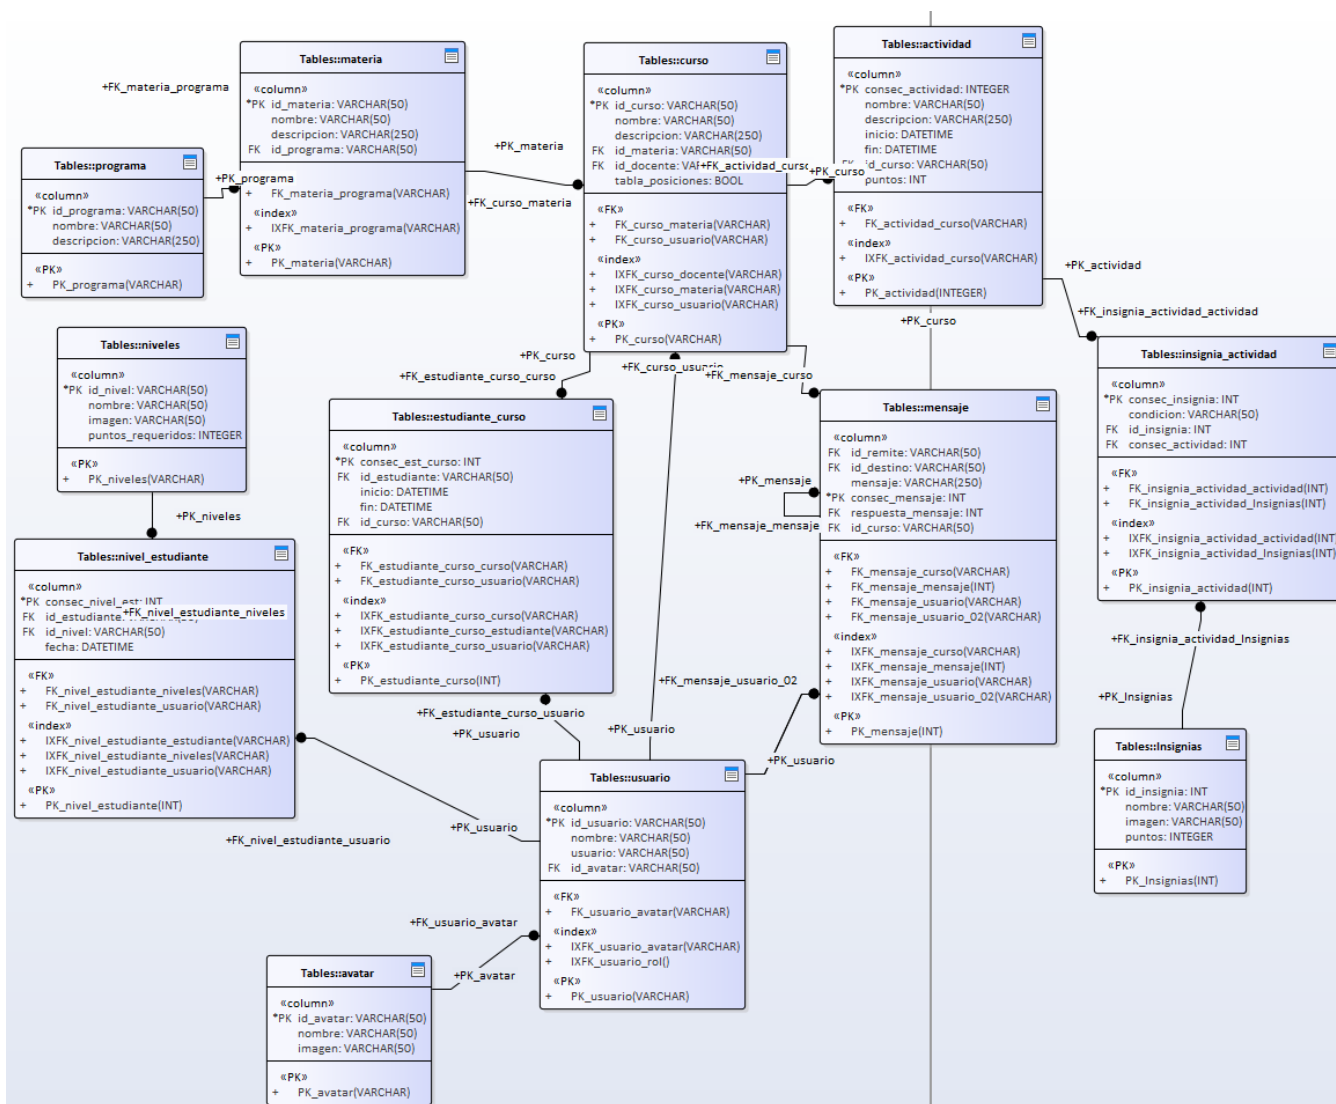 Tables::materia
«column»
*PK id_materia: VARCHAR(50)
nombre: VARCHAR(50)
descripcion: VARCHAR(250)
FK id_programa: VARCHAR(50)
«FK»
+ FK_materia_programa(VARCHAR)
«index»
+ IXFK_materia_programa(VARCHAR)
«PK»
+ PK_materia(VARCHAR)
+FK_materia_programa
+PK_programa
Tables::programa
«column»
*PK id_programa: VARCHAR(50)
nombre: VARCHAR(50)
descripcion: VARCHAR(250)
«PK»
+ PK_programa(VARCHAR)
+PK_materia
+FK_curso_materia
Tables::curso
«column»
*PK id_curso: VARCHAR(50)
nombre: VARCHAR(50)
descripcion: VARCHAR(250)
FK id_materia: VARCHAR(50)
FK id_docente:
tabla_posiciones: BOOL
«FK»
+ FK_curso_materia(VARCHAR)
+ FK_curso_usuario(VARCHAR)
«index»
+ IXFK_curso_docente(VARCHAR)
+ IXFK_curso_materia(VARCHAR)
+ IXFK_curso_usuario(VARCHAR)
«PK»
+ PK_curso(VARCHAR)
+FK_actividad_curso
+PK_curso
Tables::actividad
«column»
*PK consec_actividad: INTEGER
nombre: VARCHAR(50)
descripcion: VARCHAR(250)
inicio: DATETIME
fin: DATETIME
FK id_curso: VARCHAR(50)
puntos: INT
«FK»
+ FK_actividad_curso(VARCHAR)
«index»
+ IXFK_actividad_curso(VARCHAR)
«PK»
+ PK_actividad(INTEGER)
+PK_actividad
+FK_insignia_actividad_actividad
+PK_curso
Tables::niveles
«column»
*PK id_nivel: VARCHAR(50)
nombre: VARCHAR(50)
imagen: VARCHAR(50)
puntos_requeridos: INTEGER
«PK»
+ PK_niveles(VARCHAR)
+PK_niveles
+PK_curso
+FK_estudiante_curso_curso
+FK_curso_usuario
+FK_mensaje_curso
Tables::insignia_actividad
«column»
*PK consec_insignia: INT
condicion: VARCHAR(50)
FK id_insignia: INT
FK consec_actividad: INT
«FK»
+ FK_insignia_actividad_actividad(INT)
+ FK_insignia_actividad_Insignias(INT)
«index»
+ IXFK_insignia_actividad_actividad(INT)
+ IXFK_insignia_actividad_Insignias(INT)
«PK»
+ PK_insignia_actividad(INT)
Tables::estudiante_curso
«column»
*PK consec_est_curso: INT
FK id_estudiante: VARCHAR(50)
inicio: DATETIME
fin: DATETIME
FK id_curso: VARCHAR(50)
«FK»
+ FK_estudiante_curso_curso(VARCHAR)
+ FK_estudiante_curso_usuario(VARCHAR)
«index»
+ IXFK_estudiante_curso_curso(VARCHAR)
+ IXFK_estudiante_curso_estudiante(VARCHAR)
+ IXFK_estudiante_curso_usuario(VARCHAR)
«PK»
+ PK_estudiante_curso(INT)
+PK_mensaje
+FK_mensaje_mensaje
Tables::mensaje
«column»
FK id_remite: VARCHAR(50)
FK id_destino: VARCHAR(50)
mensaje: VARCHAR(250)
*PK consec_mensaje: INT
FK respuesta_mensaje: INT
FK id_curso: VARCHAR(50)
«FK»
+ FK_mensaje_curso(VARCHAR)
+ FK_mensaje_mensaje(INT)
+ FK_mensaje_usuario(VARCHAR)
+ FK_mensaje_usuario_02(VARCHAR)
«index»
+ IXFK_mensaje_curso(VARCHAR)
+ IXFK_mensaje_mensaje(INT)
+ IXFK_mensaje_usuario(VARCHAR)
+ IXFK_mensaje_usuario_02(VARCHAR)
«PK»
+ PK_mensaje(INT)
Tables::nivel_estudiante
«column»
*PK consec_nivel_est: INT
FK id_estudiante:
+FK_nivel_estudiante_niveles
FK id_nivel: VARCHAR(50)
fecha: DATETIME
«FK»
+ FK_nivel_estudiante_niveles(VARCHAR)
+ FK_nivel_estudiante_usuario(VARCHAR)
«index»
+ IXFK_nivel_estudiante_estudiante(VARCHAR)
+ IXFK_nivel_estudiante_niveles(VARCHAR)
+ IXFK_nivel_estudiante_usuario(VARCHAR)
«PK»
+ PK_nivel_estudiante(INT)
+FK_insignia_actividad_Insignias
+PK_Insignias
+FK_mensaje_usuario_02
+FK_estudiante_curso_usuario
+PK_usuario
+PK_usuario
+PK_usuario
+PK_usuario
+FK_nivel_estudiante_usuario
Tables::Insignias
«column»
*PK id_insignia: INT
nombre: VARCHAR(50)
imagen: VARCHAR(50)
puntos: INTEGER
«PK»
+ PK_Insignias(INT)
Tables::usuario
«column»
*PK id_usuario: VARCHAR(50)
nombre: VARCHAR(50)
usuario: VARCHAR(50)
FK id_avatar: VARCHAR(50)
«FK»
+ FK_usuario_avatar(VARCHAR)
«index»
+ IXFK_usuario_avatar(VARCHAR)
+ IXFK_usuario_rol()
«PK»
+ PK_usuario(VARCHAR)
+FK_usuario_avatar
+PK_avatar
Tables::avatar
«column»
*PK id_avatar: VARCHAR(50)
nombre: VARCHAR(50)
imagen: VARCHAR(50)
«PK»
+ PK_avatar(VARCHAR)